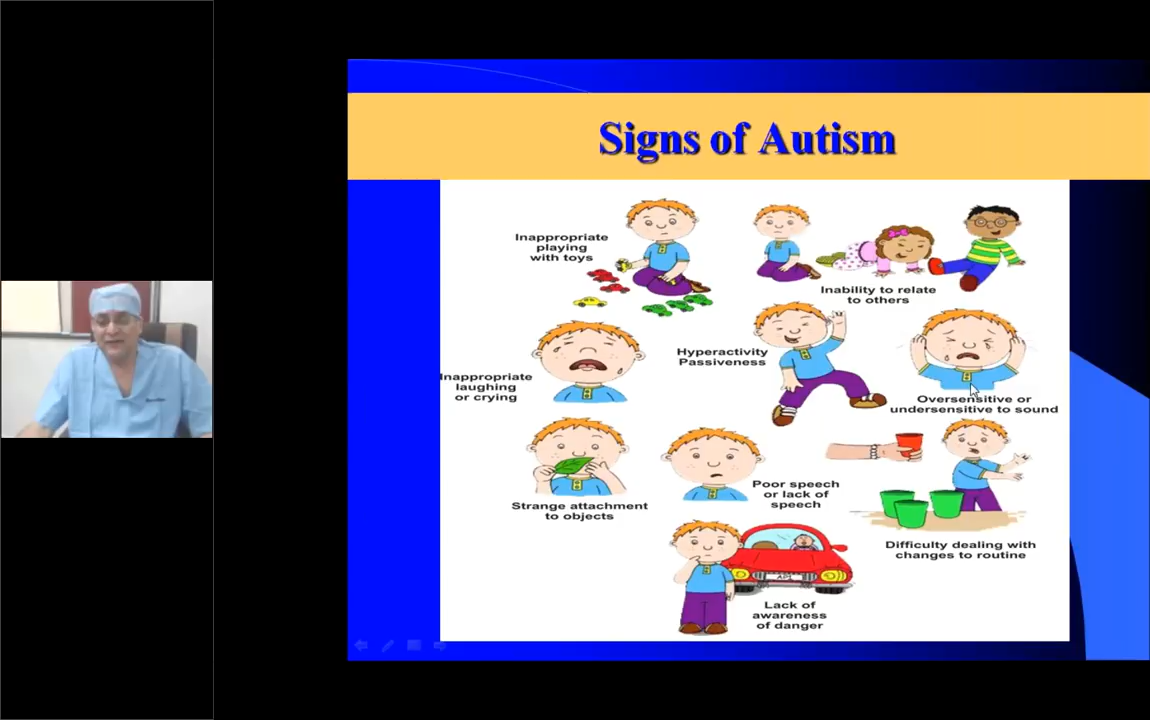 Signs of Autism
Inappropriate
playing
with toys
Inability to relate
to others
Hyperactivity
Passiveness
Inappropriate
laughing
or crying
Oversensitive or
undersensitive to sound
Strange attachment
to objects
Poor speech
or lack of
speech
Difficulty dealing with
changes to routine
Lack of
awareness
of danger